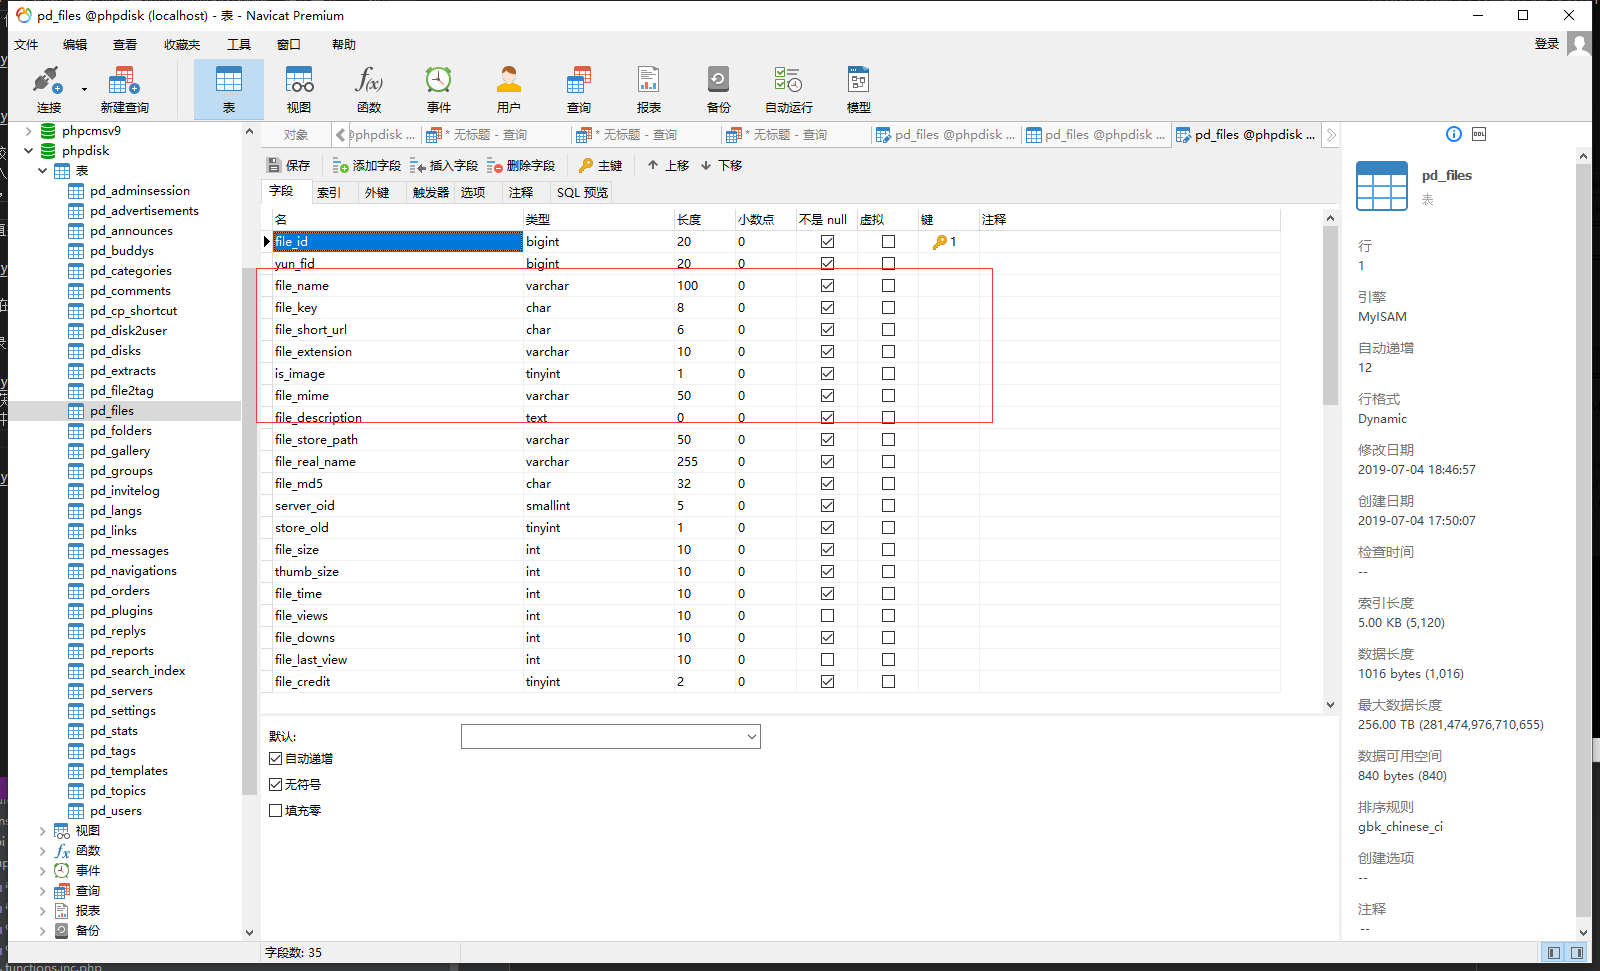 pd_files @phpdisk (localhost) - 表 - Navicat Premium
文件 编辑 查看 收藏夹 工具 窗口 帮助 登录
连接 新建查询 表 视图 函数 事件 用户 查询 报表 备份 自动运行 模型
对象 @phpdisk ... * 无标题 - 查询 * 无标题 - 查询 * 无标题 - 查询 pd_files @phpdisk ... pd_files @phpdisk ... pd_files @phpdisk ...
保存 添加字段 插入字段 删除字段 主键 上移 下移
字段 索引 外键 触发器 选项 注释 SQL 预览
phpcmsv9
phpdisk
表
pd_adminsession
pd_advertisements
pd_announces
pd_buddys
pd_categories
pd_comments
pd_cp_shortcut
pd_disk2user
pd_disks
pd_extracts
pd_file2tag
pd_files
pd_folders
pd_gallery
pd_groups
pd_invitelog
pd_langs
pd_links
pd_messages
pd_navigations
pd_orders
pd_plugins
pd_replys
pd_reports
pd_search_index
pd_servers
pd_settings
pd_stats
pd_tags
pd_templates
pd_topics
pd_users
视图
函数
事件
查询
报表
备份
名 类型 长度 小数点 不是 null 虚拟 键 注释
file_id bigint 20 0 1
yun_fid bigint 20 0
file_name varchar 100 0
file_key char 8 0
file_short_url char 6 0
file_extension varchar 10 0
is_image tinyint 1 0
file_mime varchar 50 0
file_description text 0 0
file_store_path varchar 50 0
file_real_name varchar 255 0
file_md5 char 32 0
server_oid smallint 5 0
store_old tinyint 1 0
file_size int 10 0
thumb_size int 10 0
file_time int 10 0
file_views int 10 0
file_downs int 10 0
file_last_view int 10 0
file_credit tinyint 2 0
默认:
自动递增
无符号
填充零
字段数: 35
DDL
pd_files
表
行
1
引擎
MyISAM
自动递增
12
行格式
Dynamic
修改日期
2019-07-04 18:46:57
创建日期
2019-07-04 17:50:07
检查时间
--
索引长度
5.00 KB (5,120)
数据长度
1016 bytes (1,016)
最大数据长度
256.00 TB (281,474,976,710,655)
数据可用空间
840 bytes (840)
排序规则
gbk_chinese_ci
创建选项
--
注释
--
functions.inc.php